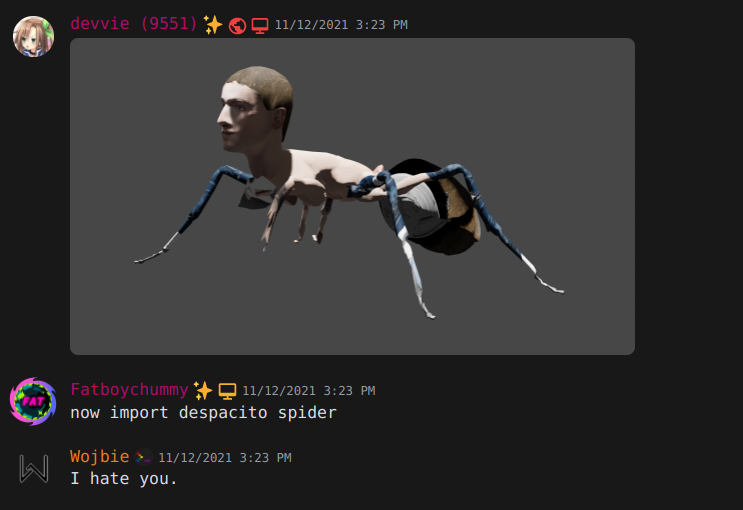 devvie (9551) 11/12/2021 3:23 PM
Fatboychummy 11/12/2021 3:23 PM
FAT
now import despacito spider
Wojbie 11/12/2021 3:23 PM
W
I hate you.